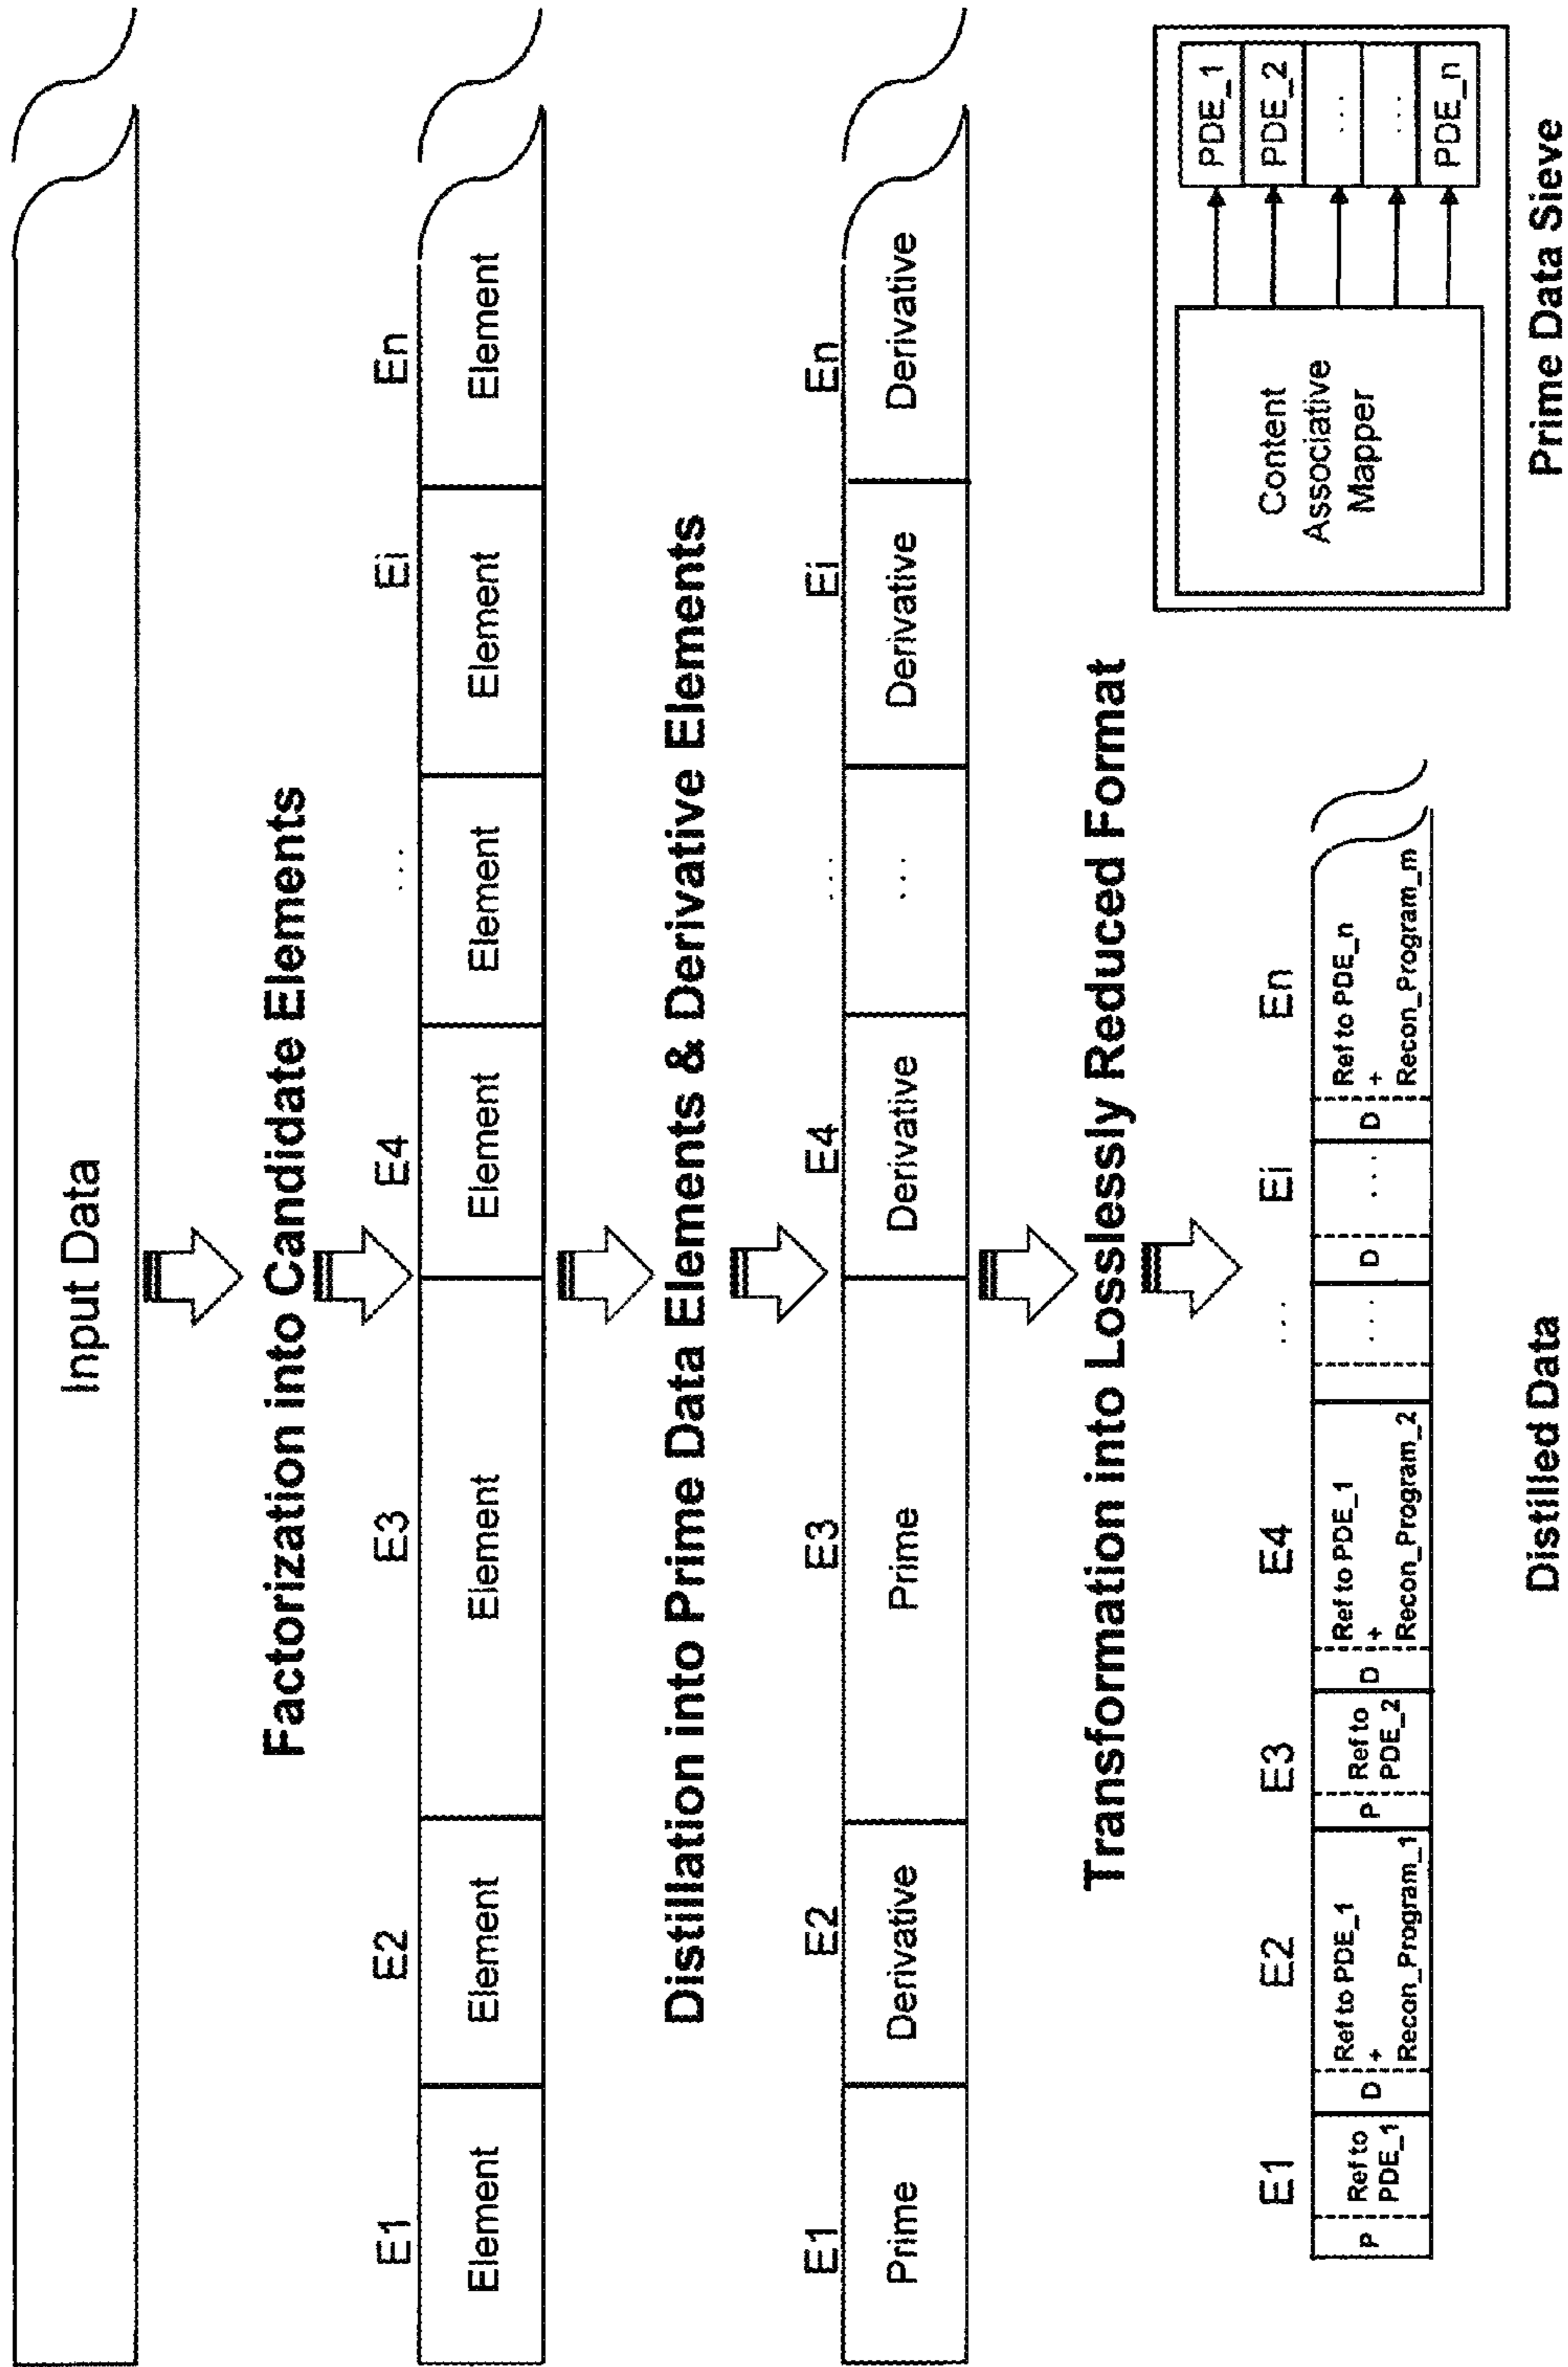 Input Data
Factorization into Candidate Elements
E1 E2 E3 E4 ... Ei En
Element Element Element Element Element Element Element
Distillation into Prime Data Elements & Derivative Elements
E1 E2 E3 E4 ... Ei En
Prime Derivative Prime Derivative ... Derivative Derivative
Transformation into Losslessly Reduced Format
E1 E2 E3 E4 ... Ei En
P Ref to
PDE_1
D Ref to PDE_1
+
Recon_Program_1
P Ref to
PDE_2
D Ref to PDE_1
+
Recon_Program_2
...
D ...
D Ref to PDE_n
+
Recon_Program_m
Distilled Data
Content
Associative
Mapper
PDE_1
PDE_2
...
...
PDE_n
Prime Data Sieve